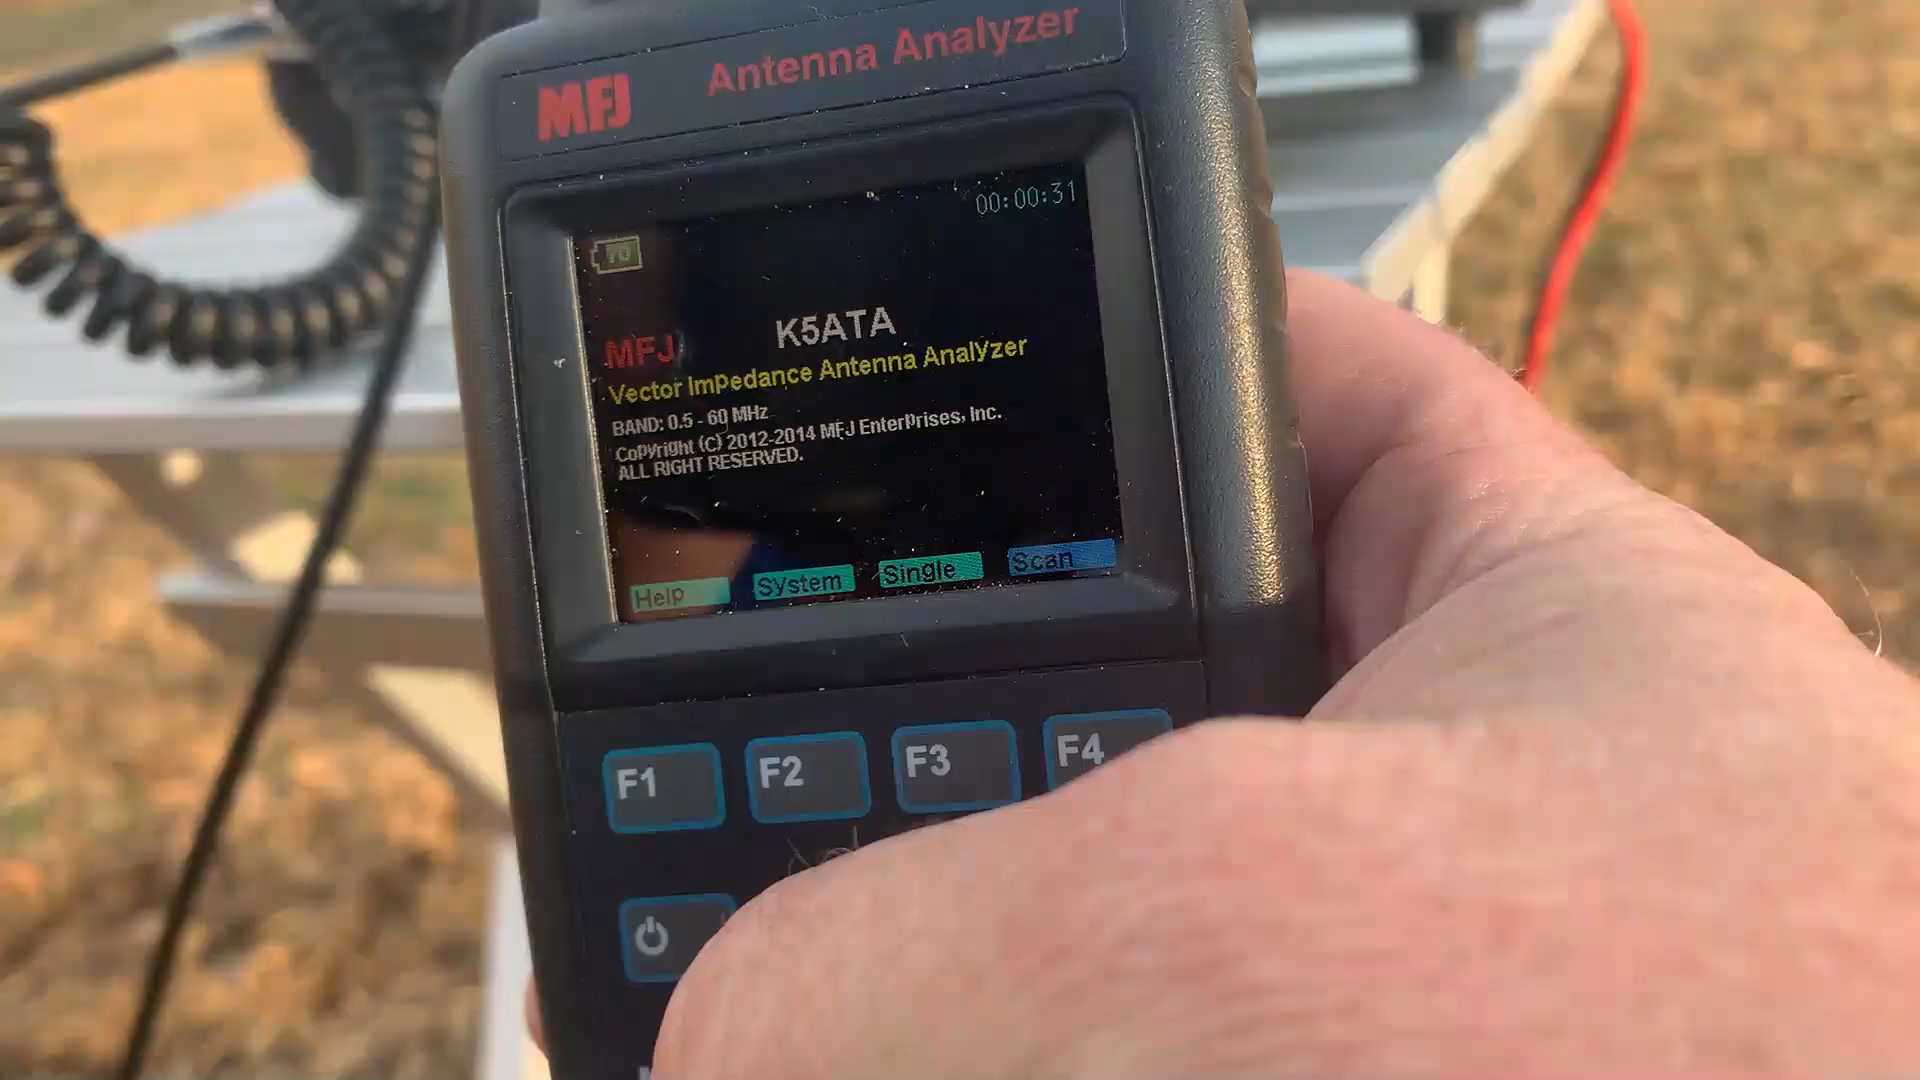 MFJ Antenna Analyzer
00:00:31
70
K5ATA
MFJ
Vector Impedance Antenna Analyzer
BAND: 0.5 - 60 MHz
Copyright (C) 2012-2014 MFJ Enterprises, Inc.
ALL RIGHT RESERVED.
Help System Single Scan
F1 F2 F3 F4